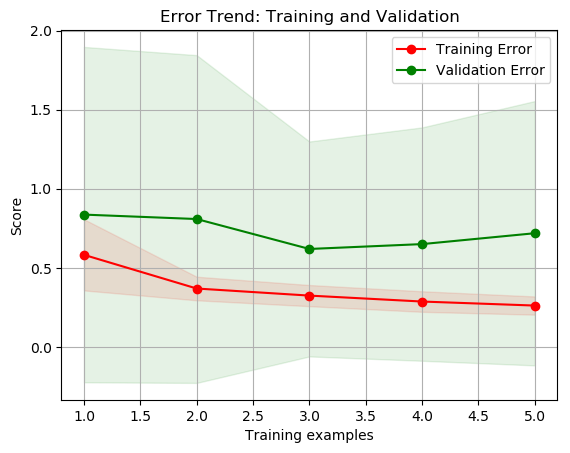 Error Trend: Training and Validation
2.0
1.5
1.0
0.5
0.0
Score
Training Error
Validation Error
1.0 1.5 2.0 2.5 3.0 3.5 4.0 4.5 5.0
Training examples